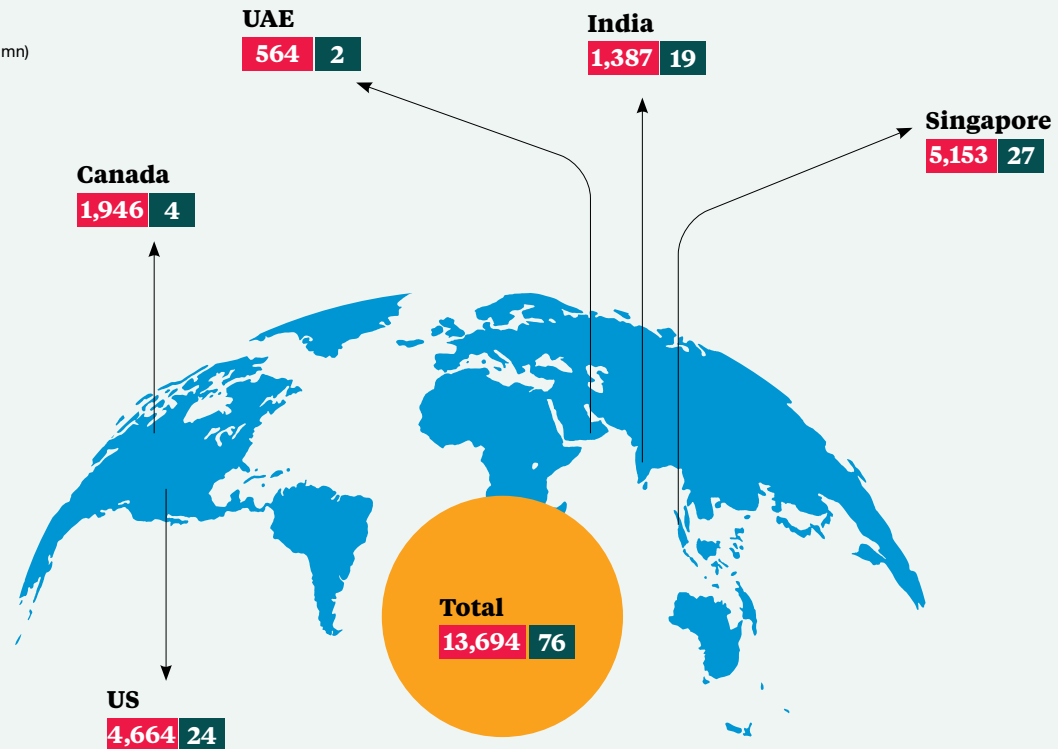 mn)
UAE
564 2
India
1,387 19
Singapore
5,153 27
Canada
1,946 4
Total
13,694 76
US
4,664 24